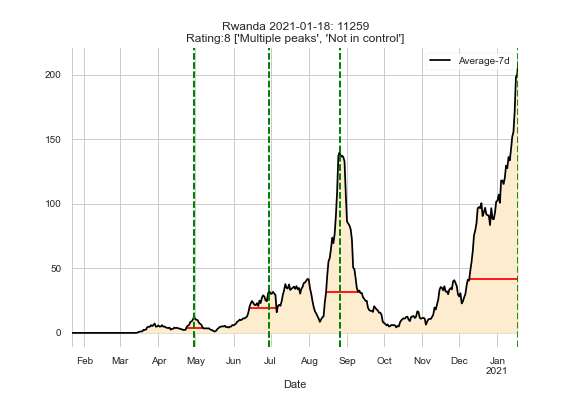 Rwanda 2021-01-18: 11259
Rating:8 ['Multiple peaks', 'Not in control']
Average-7d
200
150
100
50
0
Feb Mar Apr May Jun Jul Aug Sep Oct Nov Dec Jan
2021
Date